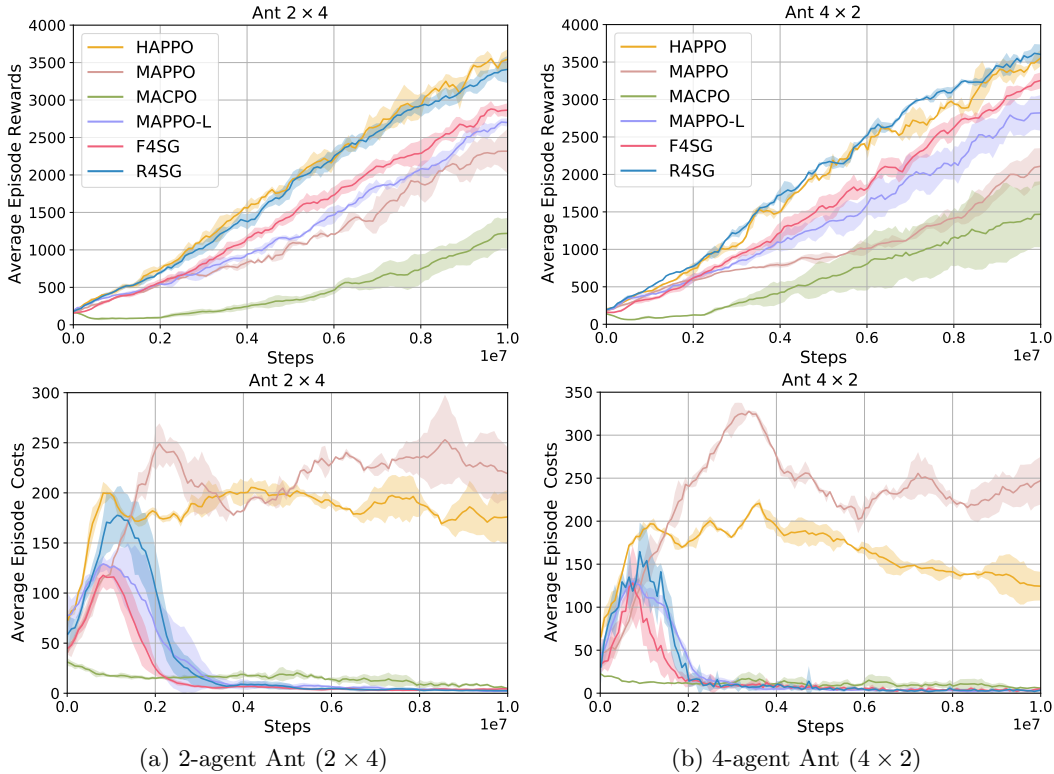 Ant 2 × 4
Average Episode Rewards
4000
3500
3000
2500
2000
1500
1000
500
0
HAPPO
MAPPO
MACPO
MAPPO-L
F4SG
R4SG
0.0 0.2 0.4 0.6 0.8 1.0
1e7
Steps
Ant 4 × 2
Average Episode Rewards
4000
3500
3000
2500
2000
1500
1000
500
0
HAPPO
MAPPO
MACPO
MAPPO-L
F4SG
R4SG
0.0 0.2 0.4 0.6 0.8 1.0
1e7
Steps
Ant 2 × 4
Average Episode Costs
300
250
200
150
100
50
0
0.0 0.2 0.4 0.6 0.8 1.0
1e7
Steps
Ant 4 × 2
Average Episode Costs
350
300
250
200
150
100
50
0
0.0 0.2 0.4 0.6 0.8 1.0
1e7
Steps
(a) 2-agent Ant (2 × 4)
(b) 4-agent Ant (4 × 2)